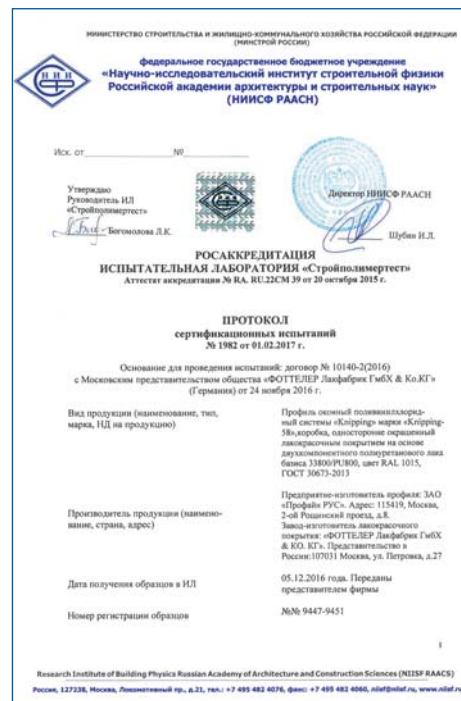 МИНИСТЕРСТВО СТРОИТЕЛЬСТВА И ЖИЛИЩНО-КОММУНАЛЬНОГО ХОЗЯЙСТВА РОССИЙСКОЙ ФЕДЕРАЦИИ
(МИНСТРОЙ РОССИИ)
федеральное государственное бюджетное учреждение
«Научно-исследовательский институт строительной физики
Российской академии архитектуры и строительных наук»
(НИИСФ РААСН)
НИИ
Исх. от № 
Утверждаю
Руководитель ИЛ
«Стройполимертест»
Богомолова Л.К.
Директор НИИСФ РААСН
Шубин И.Л.
РОСАККРЕДИТАЦИЯ
ИСПЫТАТЕЛЬНАЯ ЛАБОРАТОРИЯ «Стройполимертест»
Аттестат аккредитации № RA. RU.22СМ 39 от 20 октября 2015 г.
ПРОТОКОЛ
сертификационных испытаний
№ 1982 от 01.02.2017 г.
Основание для проведения испытаний: договор № 10140-2(2016)
с Московским представительством общества «ФОТТЕЛЕР Лакфабрик ГмбХ & Ко.КГ»
(Германия) от 24 ноября 2016 г.
Вид продукции (наименование, тип,
марка, НД на продукцию)
Профиль оконный поливинилхлорид-
ный системы «Knipping» марки «Knipping-
58»,коробка, односторонне окрашенный
лакокрасочным покрытием на основе
двухкомпонентного полиуретанового лака
базиса 33800/PU800, цвет RAL 1015,
ГОСТ 30673-2013
Производитель продукции (наимено-
вание, страна, адрес)
Предприятие-изготовитель профиля: ЗАО
«Профайн РУС». Адрес: 115419, Москва,
2-ой Рощинский проезд, д.8.
Завод-изготовитель лакокрасочного
покрытия: «ФОТТЕЛЕР Лакфабрик ГмбХ
& КО. КГ». Представительство в
России:107031 Москва, ул. Петровка, д.27
Дата получения образцов в ИЛ
05.12.2016 года. Переданы
представителем фирмы
Номер регистрации образцов
№№ 9447-9451
1
Research Institute of Building Physics Russian Academy of Architecture and Construction Sciences (NIISF RAACS)
Россия, 127238, Москва, Локомотивный пр., д.21, тел.: +7 495 482 4076, факс: +7 495 482 4060, niisf@niisf.ru, www.niisf.ru